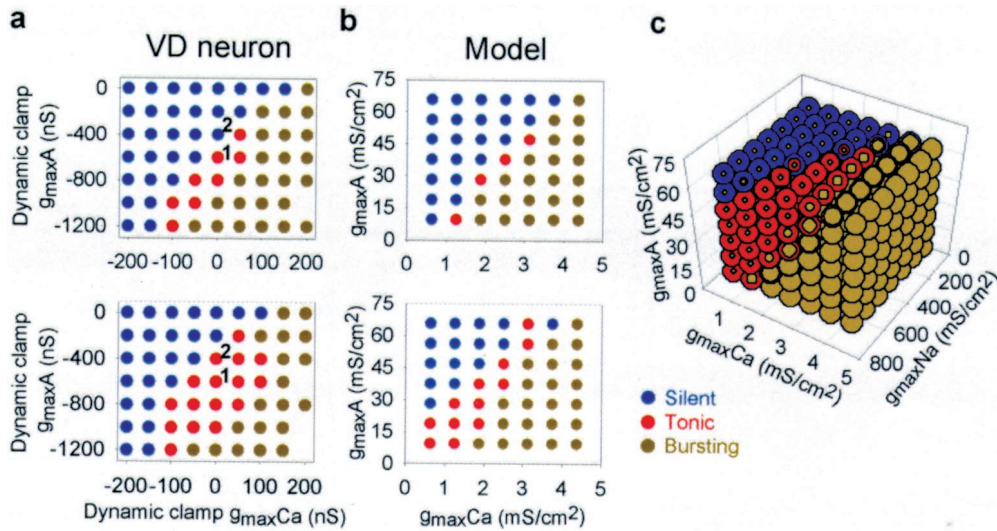 a
VD neuron
Dynamic clamp
gmaxA (nS)
0
-400
-800
-1200
2
1
-200 -100 0 100 200
Dynamic clamp
gmaxA (nS)
0
-400
-800
-1200
2
1
-200 -100 0 100 200
Dynamic clamp gmaxCa (nS)
b
Model
gmaxA (mS/cm2)
75
60
45
30
15
0
0 1 2 3 4 5
gmaxA (mS/cm2)
75
60
45
30
15
0
0 1 2 3 4 5
gmaxCa (mS/cm2)
c
gmaxA (mS/cm2)
75
60
45
30
15
0
1
2
3
4
5
gmaxCa (mS/cm2)
0
200
400
600
800
gmaxNa (mS/cm2)
Silent
Tonic
Bursting